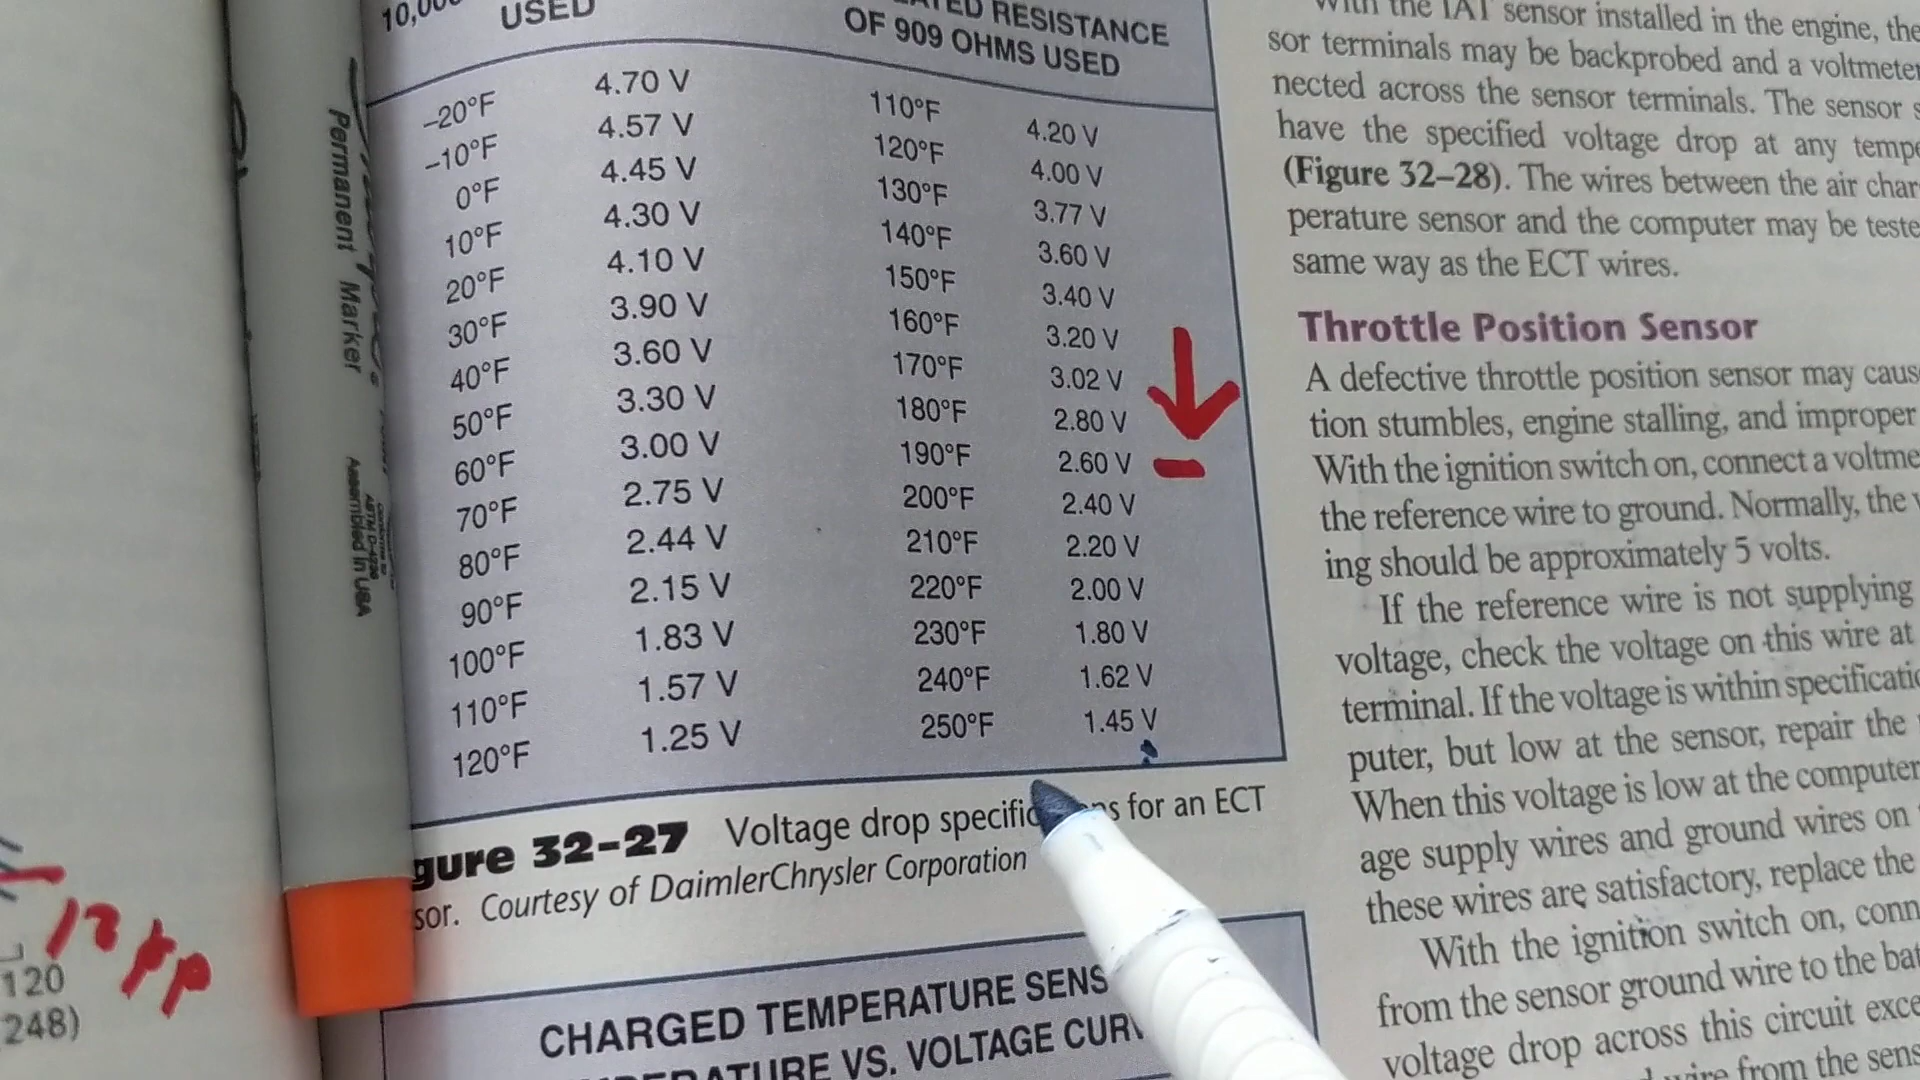 10,000
USED
RESISTANCE
OF 909 OHMS USED
–20°F 4.70 V
–10°F 4.57 V
0°F 4.45 V
10°F 4.30 V
20°F 4.10 V
30°F 3.90 V
40°F 3.60 V
50°F 3.30 V
60°F 3.00 V
70°F 2.75 V
80°F 2.44 V
90°F 2.15 V
100°F 1.83 V
110°F 1.57 V
120°F 1.25 V
110°F 4.20 V
120°F 4.00 V
130°F 3.77 V
140°F 3.60 V
150°F 3.40 V
160°F 3.20 V
170°F 3.02 V
180°F 2.80 V
190°F 2.60 V
200°F 2.40 V
210°F 2.20 V
220°F 2.00 V
230°F 1.80 V
240°F 1.62 V
250°F 1.45 V
gure 32–27 Voltage drop specific ns for an ECT
sor. Courtesy of DaimlerChrysler Corporation
CHARGED TEMPERATURE SENS
PERATURE VS. VOLTAGE CURV
With the IAT sensor installed in the engine, the
sor terminals may be backprobed and a voltmeter
nected across the sensor terminals. The sensor s
have the specified voltage drop at any tempe
(Figure 32–28). The wires between the air char
perature sensor and the computer may be teste
same way as the ECT wires.
Throttle Position Sensor
A defective throttle position sensor may caus
tion stumbles, engine stalling, and improper
With the ignition switch on, connect a voltme
the reference wire to ground. Normally, the v
ing should be approximately 5 volts.
If the reference wire is not supplying
voltage, check the voltage on this wire at
terminal. If the voltage is within specificatio
puter, but low at the sensor, repair the
When this voltage is low at the computer
age supply wires and ground wires on
these wires are satisfactory, replace the
With the ignition switch on, conn
from the sensor ground wire to the bat
voltage drop across this circuit exce
wire from the sens
Permanent Marker
Assembled in USA
120
248)